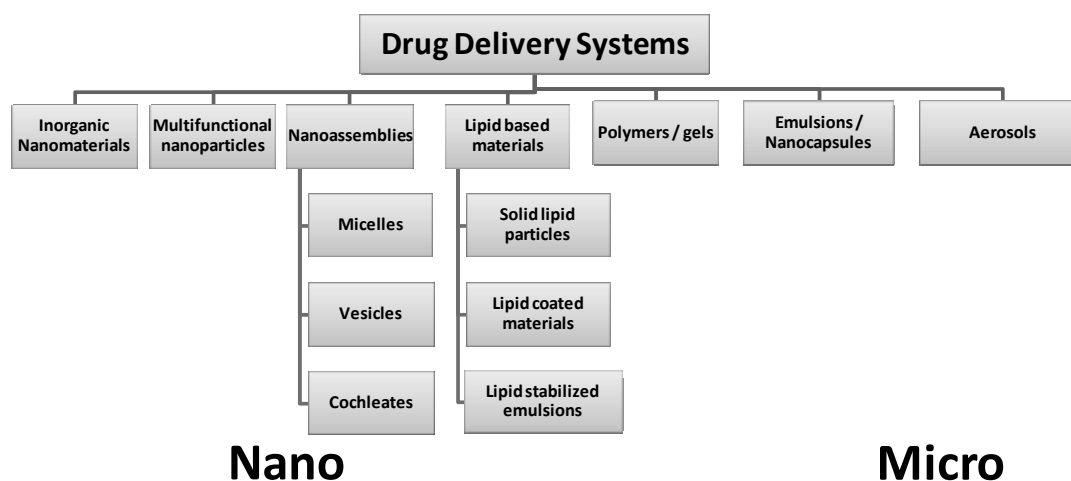 Drug Delivery Systems
Inorganic
Nanomaterials
Multifunctional
nanoparticles
Nanoassemblies
Lipid based
materials
Polymers / gels
Emulsions /
Nanocapsules
Aerosols
Micelles
Vesicles
Cochleates
Solid lipid
particles
Lipid coated
materials
Lipid stabilized
emulsions
Nano
Micro